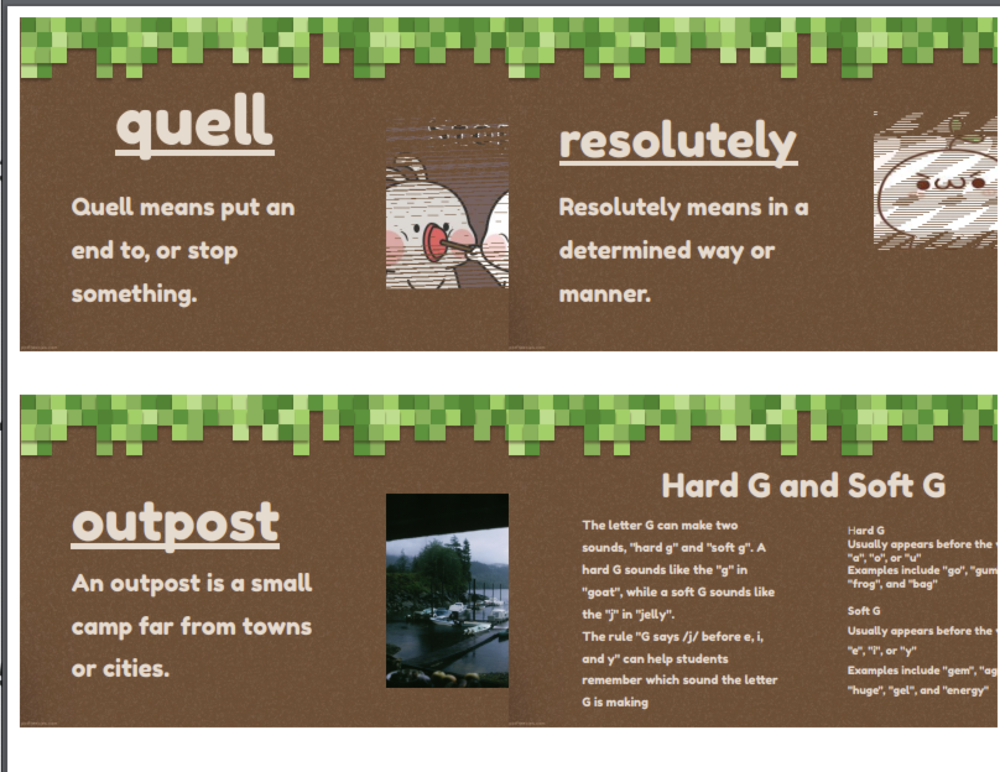 quell
Quell means put an
end to, or stop
something.
resolutely
Resolutely means in a
determined way or
manner.
outpost
An outpost is a small
camp far from towns
or cities.
Hard G and Soft G
The letter G can make two
sounds, "hard g" and "soft g". A
hard G sounds like the "g" in
"goat", while a soft G sounds like
the "j" in "jelly".
The rule "G says /j/ before e, i,
and y" can help students
remember which sound the letter
G is making
Hard G
Usually appears before the
"a", "o", or "u"
Examples include "go", "gum
"frog", and "bag"
Soft G
Usually appears before the
"e", "i", or "y"
Examples include "gem", "ag
"huge", "gel", and "energy"